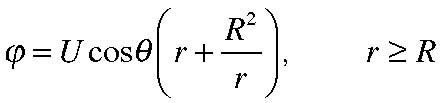 φ = U cosθ ( r + R² / r ), r ≥ R